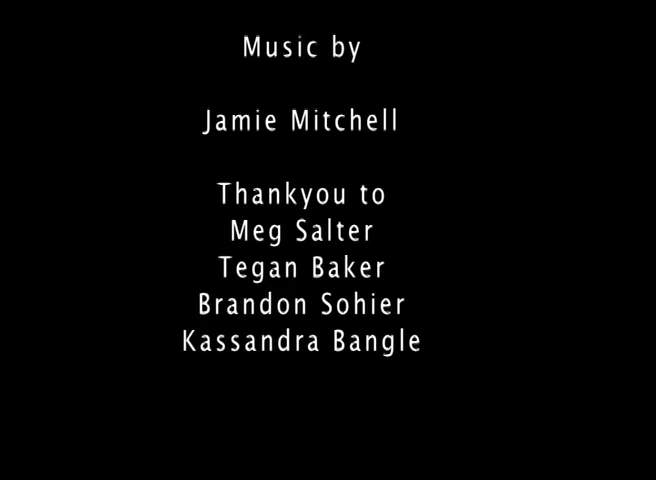 Music by
Jamie Mitchell
Thankyou to
Meg Salter
Tegan Baker
Brandon Sohier
Kassandra Bangle